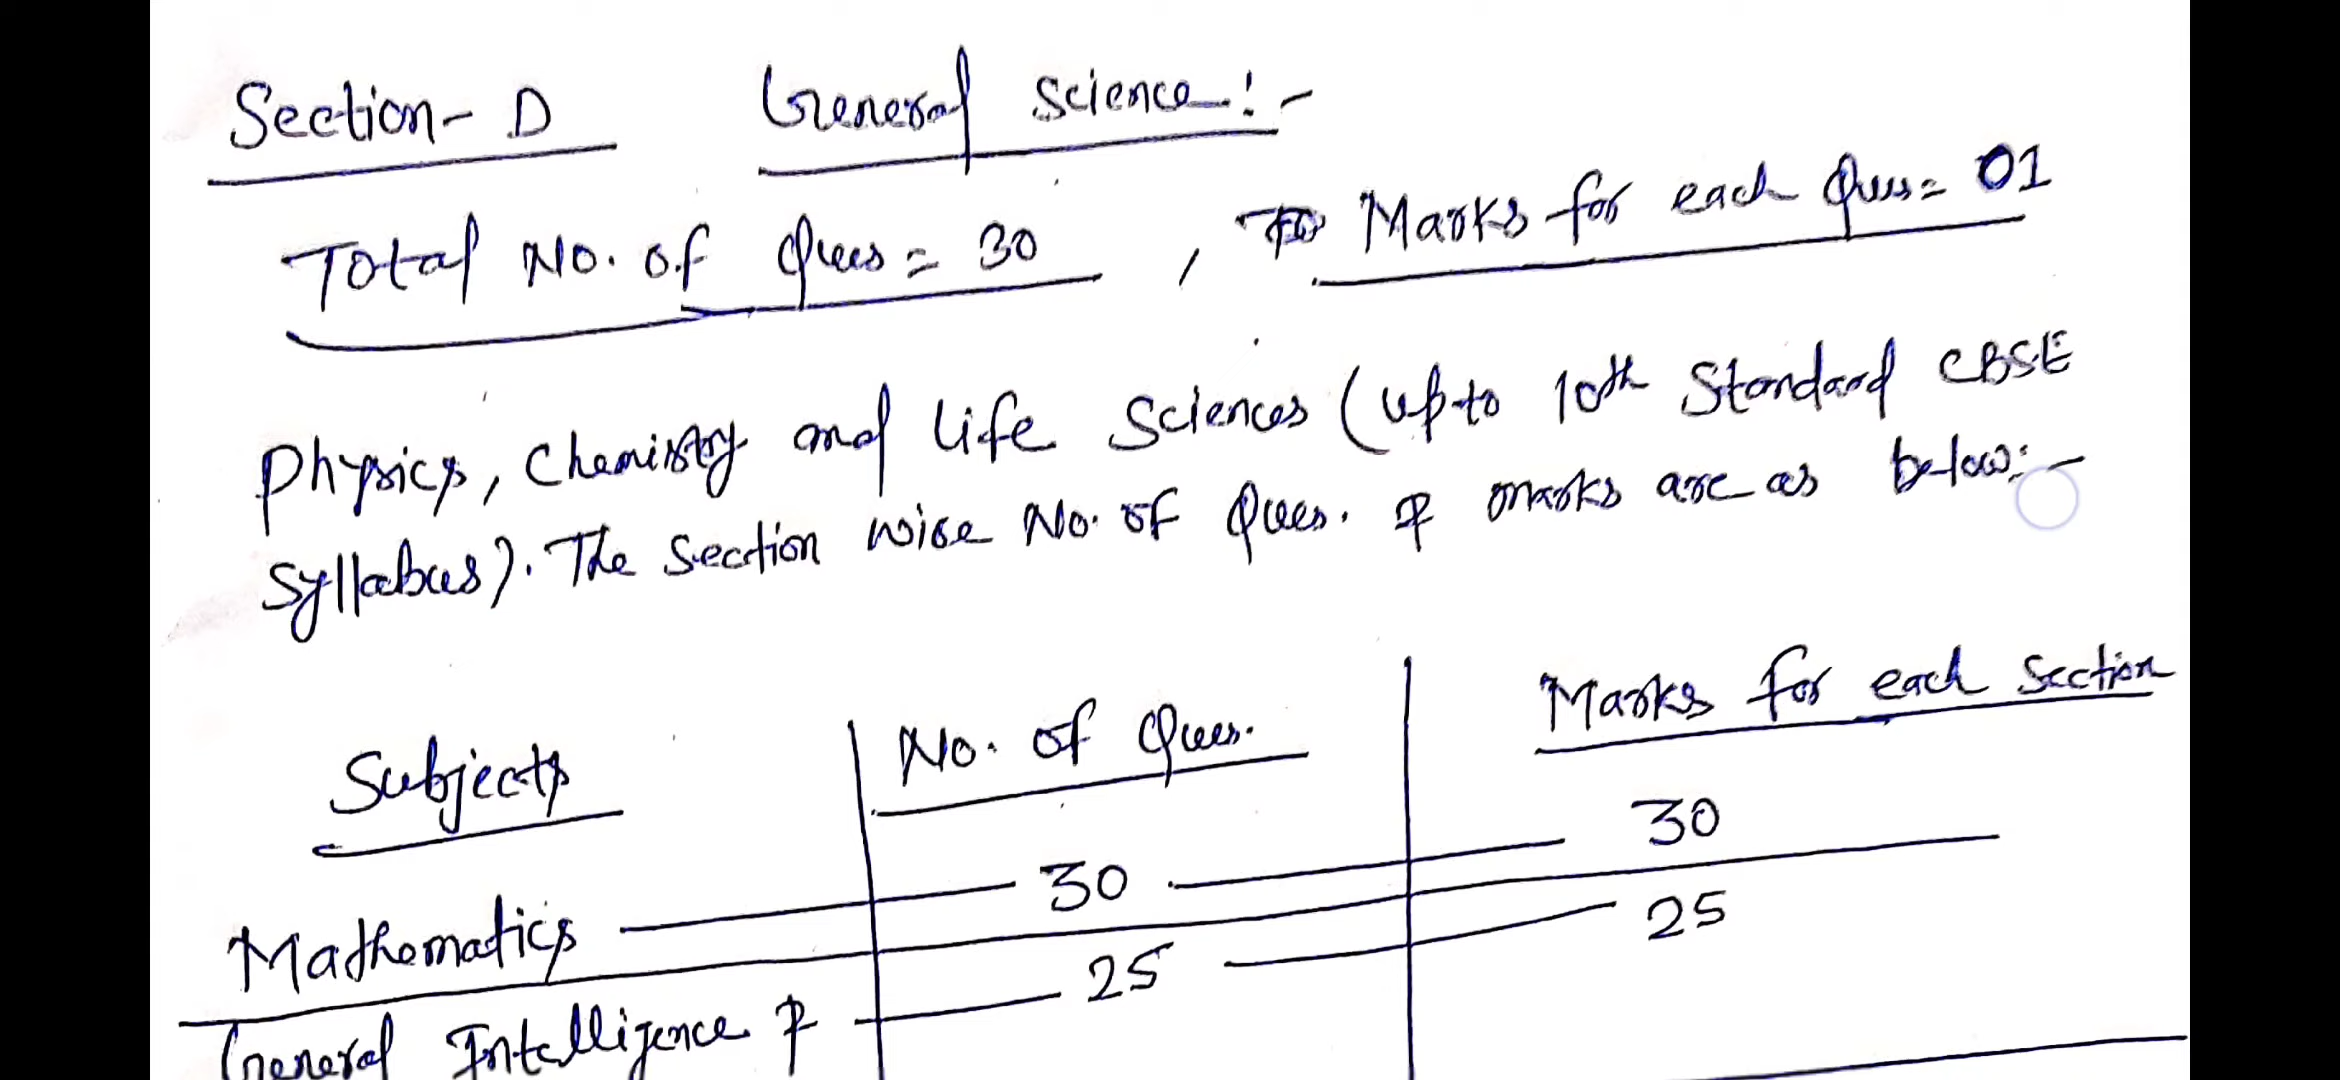 Section- D General Science:-
Total No. of Ques = 30 , Marks for each Ques = 01
Physics, Chemistry and Life Sciences (upto 10th Standard CBSE
Syllabus). The Section wise No. of Ques. & marks are as below:-
Subjects No. of Ques. Marks for each Section
Mathematics 30 30
General Intelligence & 25 25